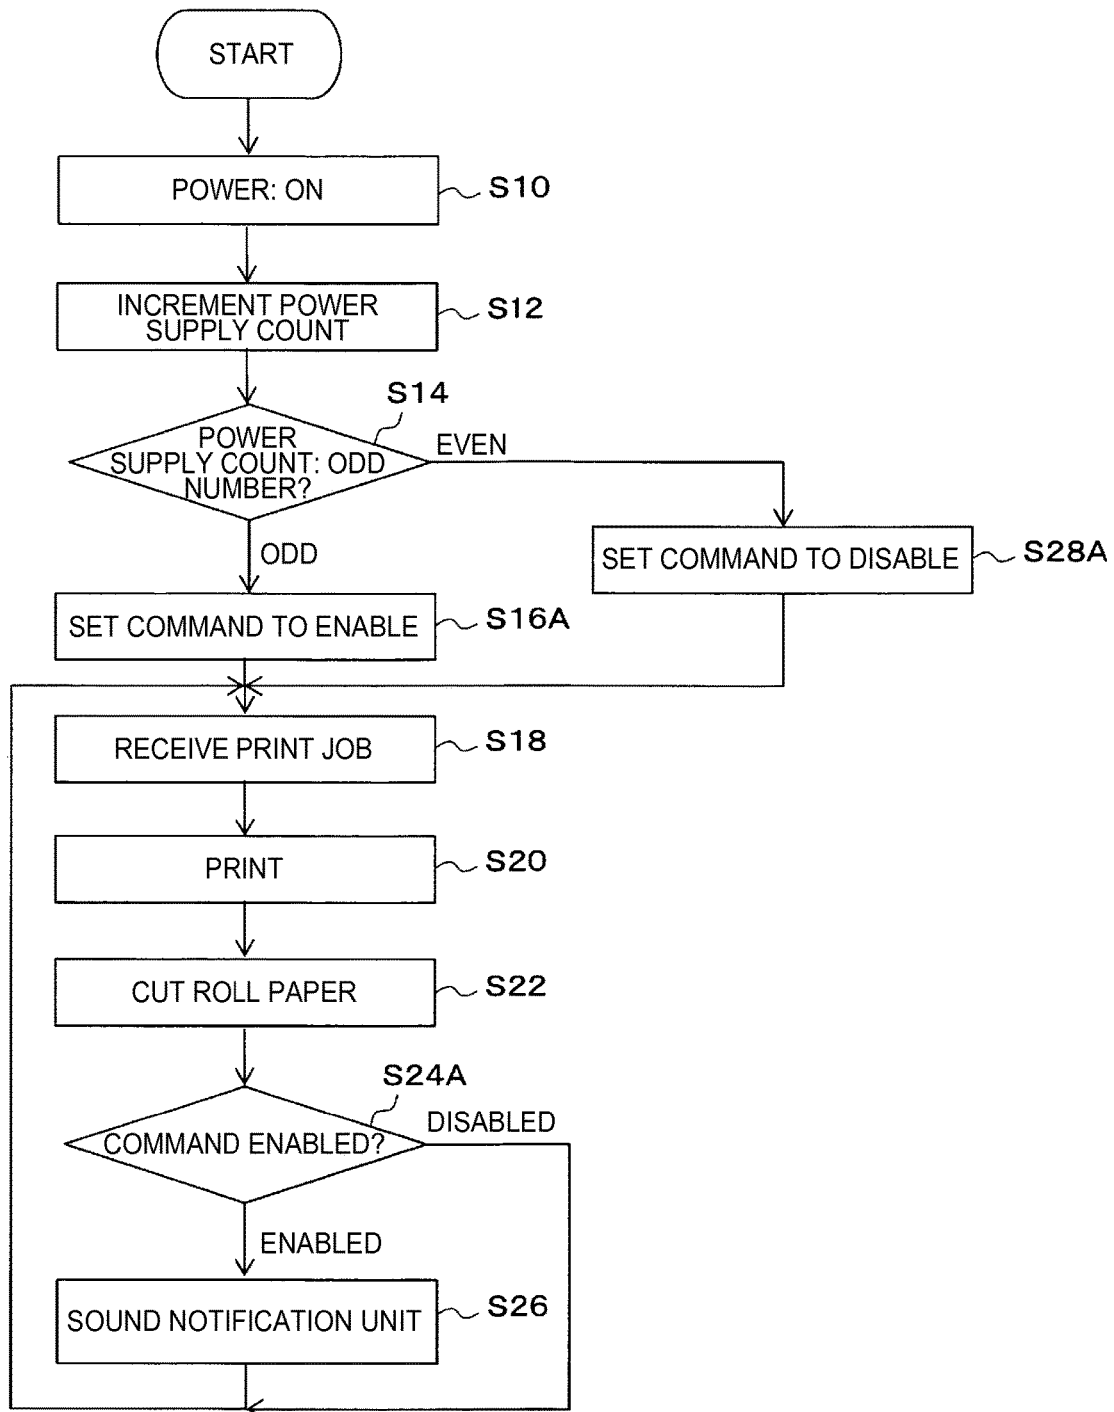 START
POWER: ON
S10
INCREMENT POWER
SUPPLY COUNT
S12
S14
POWER
SUPPLY COUNT: ODD
NUMBER?
EVEN
ODD
SET COMMAND TO DISABLE
S28A
SET COMMAND TO ENABLE
S16A
RECEIVE PRINT JOB
S18
PRINT
S20
CUT ROLL PAPER
S22
S24A
COMMAND ENABLED?
DISABLED
ENABLED
SOUND NOTIFICATION UNIT
S26